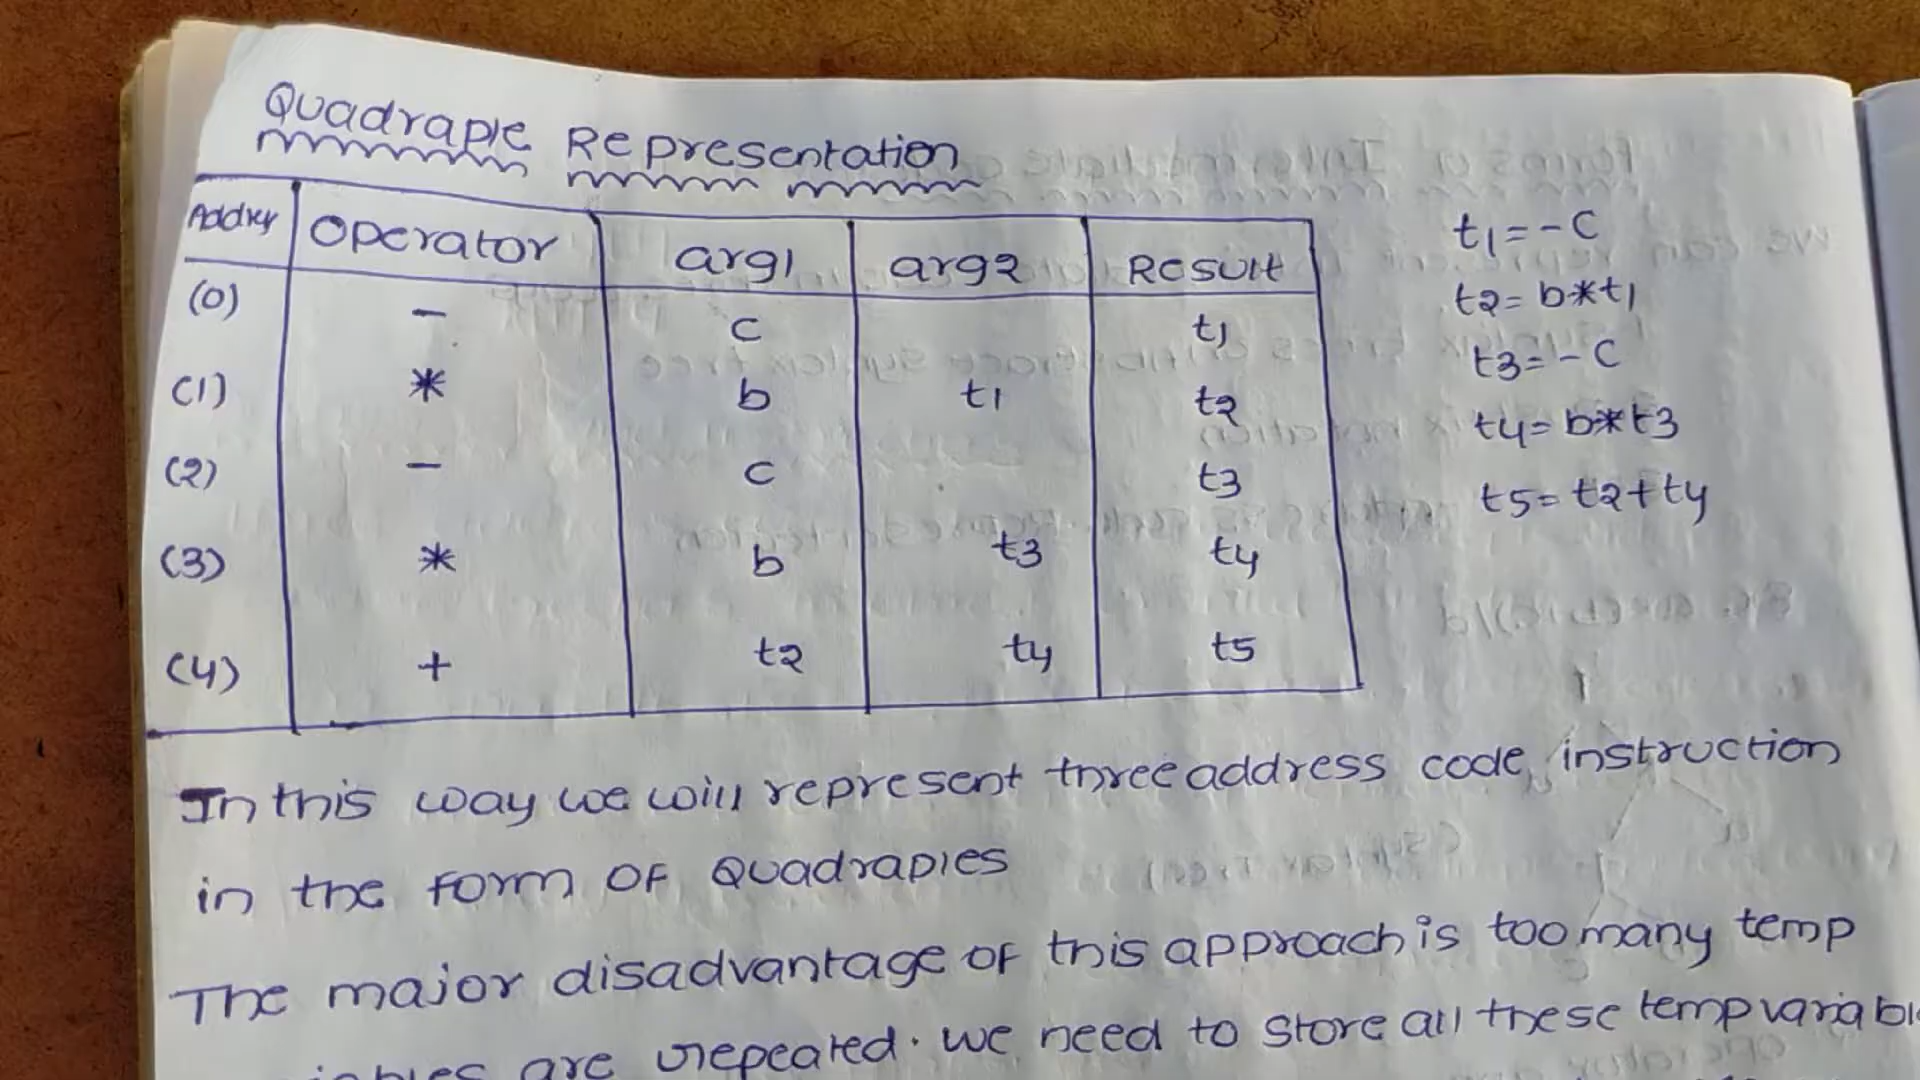 Quadraple Representation
Address Operator arg1 arg2 Result
(0) - c t1
(1) * b t1 t2
(2) - c t3
(3) * b t3 t4
(4) + t2 t4 t5
t1=-c
t2=b*t1
t3=-c
t4=b*t3
t5=t2+t4
In this way we will represent three address code, instruction
in the form of Quadraples
The major disadvantage of this approach is too many temp
are repeated. we need to store all these temp variabl